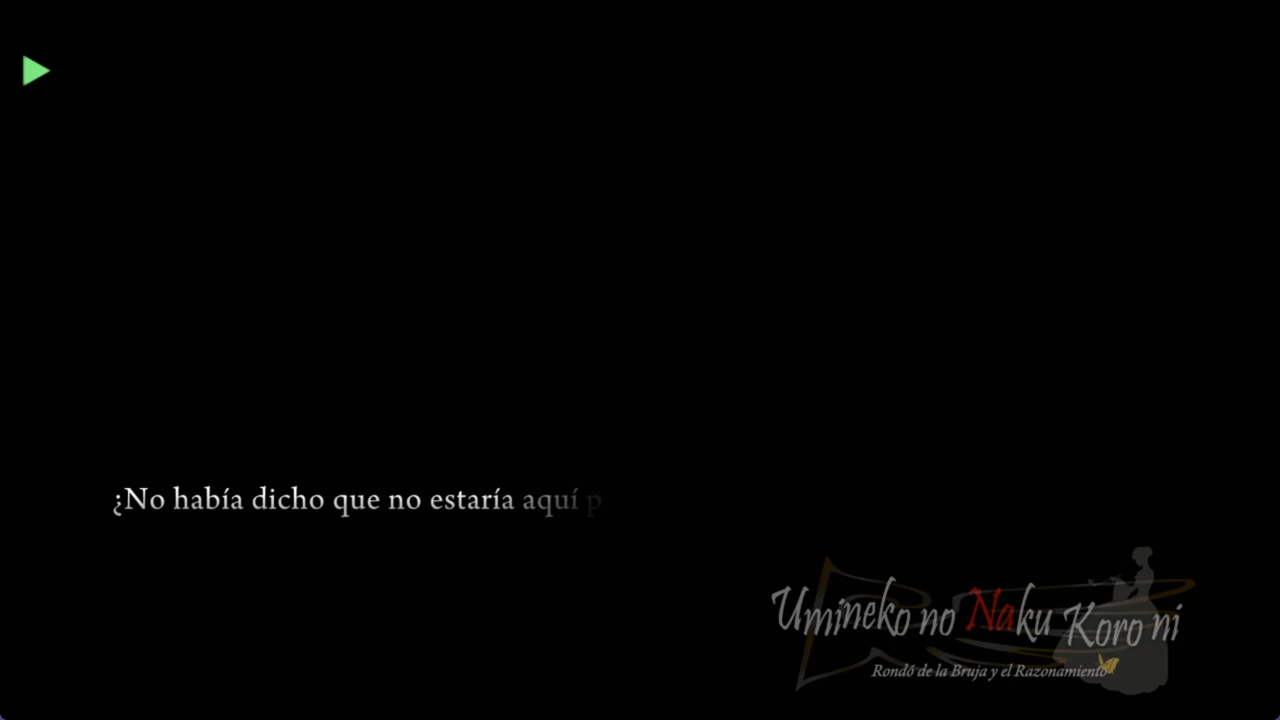 ¿No había dicho que no estaría aquí p
Umineko no Naku Koro ni
Rondó de la Bruja y el Razonamiento